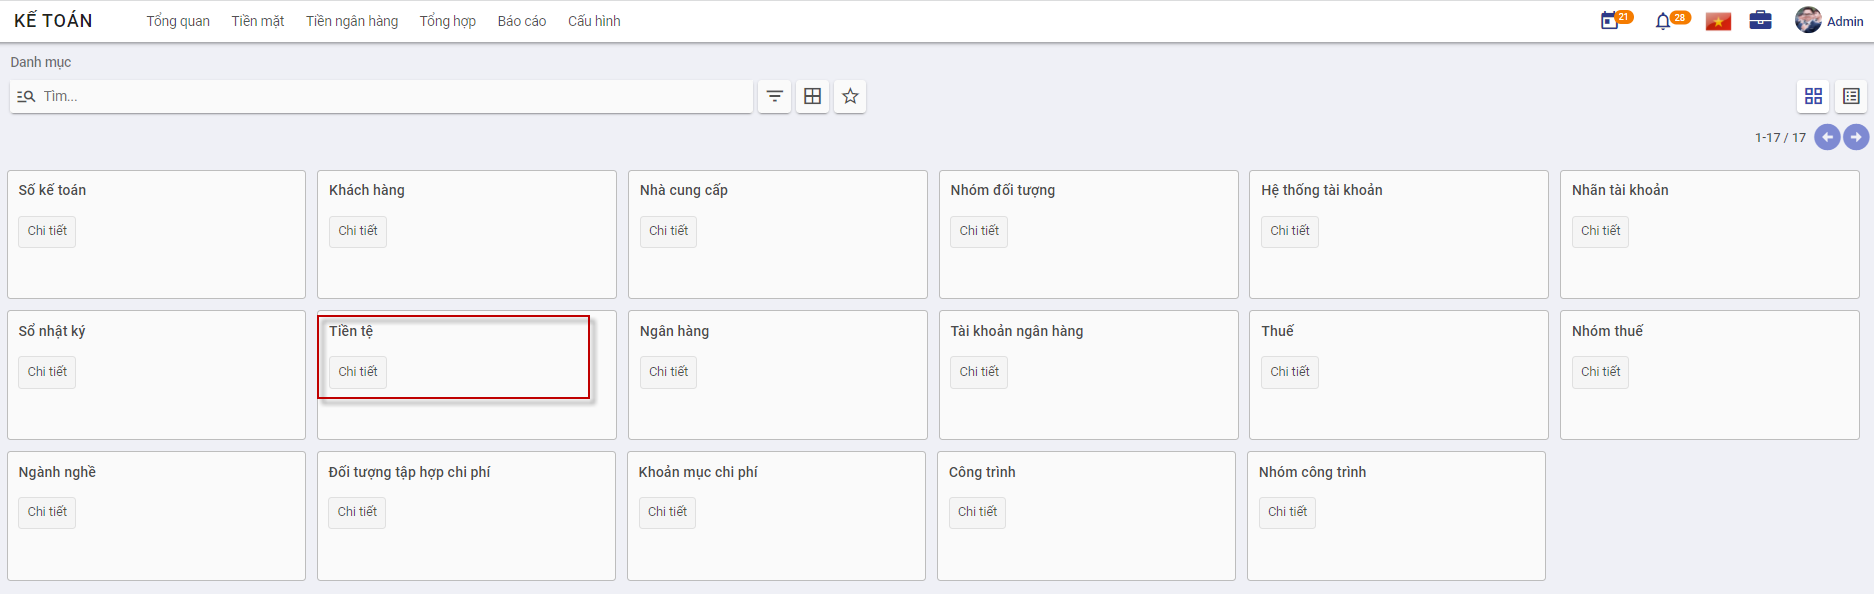 KẾ TOÁN Tổng quan Tiền mặt Tiền ngân hàng Tổng hợp Báo cáo Cấu hình 21 28 Admin
Danh mục
Tìm...
1-17 / 17
Số kế toán Khách hàng Nhà cung cấp Nhóm đối tượng Hệ thống tài khoản Nhãn tài khoản
Chi tiết Chi tiết Chi tiết Chi tiết Chi tiết Chi tiết
Sổ nhật ký Tiền tệ Ngân hàng Tài khoản ngân hàng Thuế Nhóm thuế
Chi tiết Chi tiết Chi tiết Chi tiết Chi tiết Chi tiết
Ngành nghề Đối tượng tập hợp chi phí Khoản mục chi phí Công trình Nhóm công trình
Chi tiết Chi tiết Chi tiết Chi tiết Chi tiết